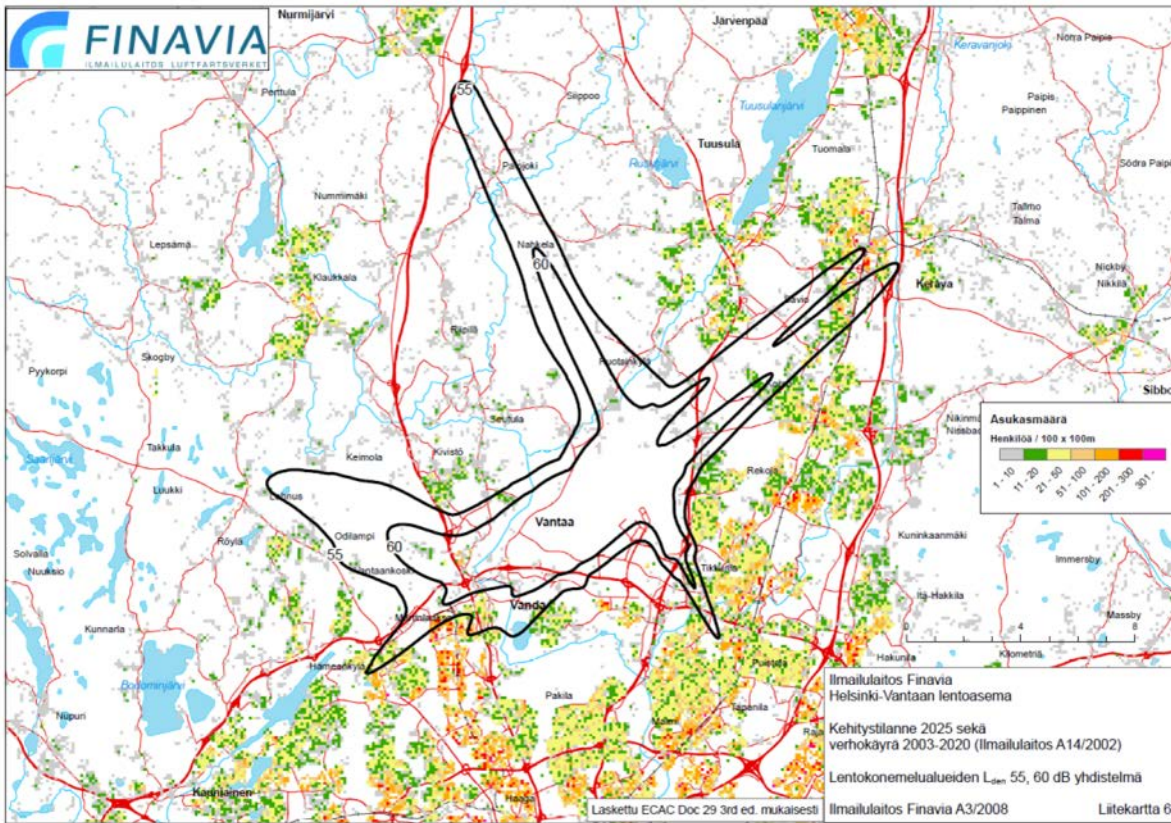 FINAVIA
ILMAILULAITOS LUFTFARTSVERKET
Nurmijärvi
Järvenpää
Keravanjoki
Norra Paipis
Perttula
55
Siippoo
Tuusulanjärvi
Paipis
Paippinen
Tuusula
Tuomala
Rusutjärvi
Palojoki
Södra Paipis
Nummimäki
Tallmo
Talma
Lepsämä
Nahkela
60
Klaukkala
Nickby
Nikkilä
Kerava
Savio
Riipilä
Skogby
Ruotsinkylä
Pyykorpi
Sibbo
Seutula
Asukasmäärä
Henkilöä / 100 x 100m
1 - 10
11 - 20
21 - 50
51 - 100
101 - 200
201 - 300
301 -
Takkula
Keimola
Kivistö
Saarijärvi
Luukki
Rekola
Lahnus
Vantaa
Odilampi
Röylä
55
60
Kuninkaanmäki
Solvalla
Nuuksio
Vantaankoski
Tikkurila
Immersby
Itä-Hakkila
Vanda
Martinlaakso
Massby
Kunnarla
0
4
8
Kilometriä
Hämeenkylä
Hakunila
Puistola
Bodominjärvi
Pakila
Tapanila
Nupuri
Malmi
Kauniainen
Haaga
Ilmailulaitos Finavia
Helsinki-Vantaan lentoasema
Kehitystilanne 2025 sekä
verhokäyrä 2003-2020 (Ilmailulaitos A14/2002)
Lentokonemelualueiden Lden 55, 60 dB yhdistelmä
Laskettu ECAC Doc 29 3rd ed. mukaisesti
Ilmailulaitos Finavia A3/2008
Liitekartta 6